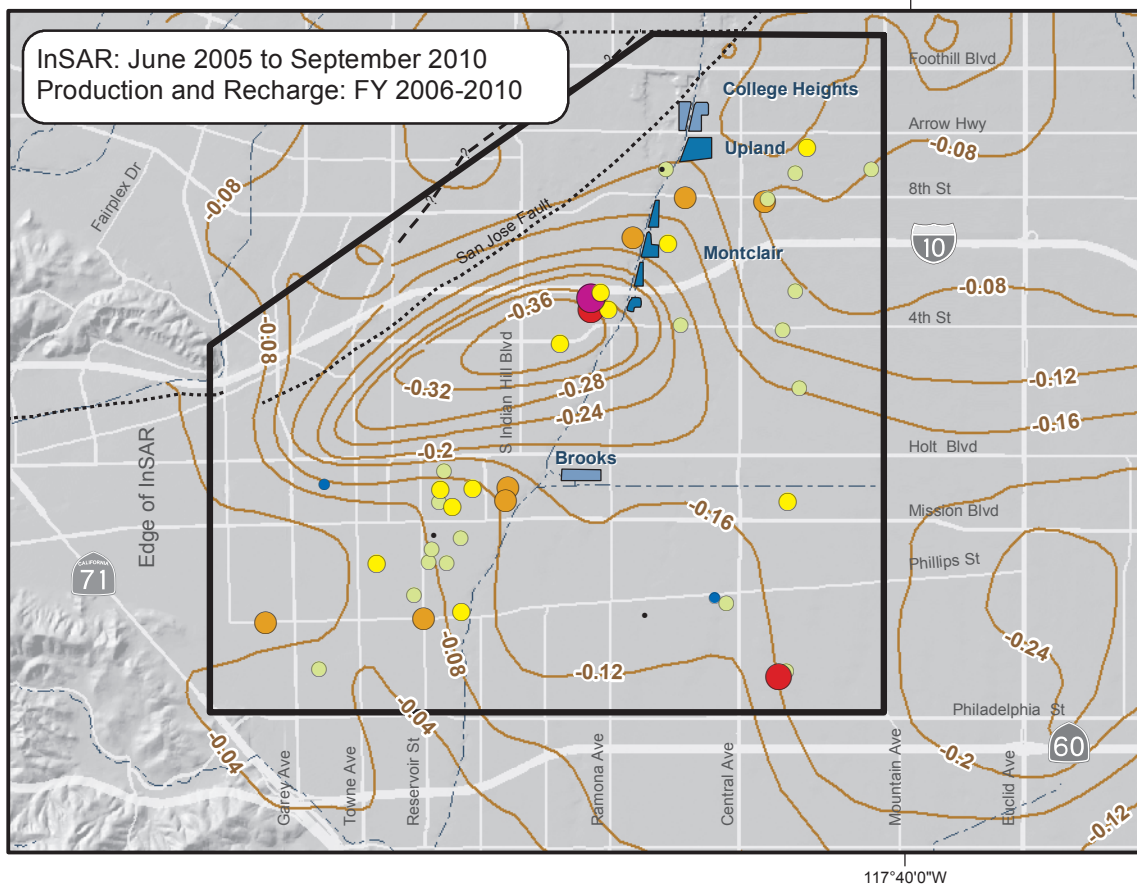 InSAR: June 2005 to September 2010
Production and Recharge: FY 2006-2010
Foothill Blvd
College Heights
Arrow Hwy
-0.08
Upland
?
?
Fairplex Dr
-0.08
8th St
San Jose Fault
Montclair
10
-0.08
-0.36
4th St
-0.08
S Indian Hill Blvd
-0.32
-0.28
-0.12
-0.24
-0.16
-0.2
Holt Blvd
Brooks
Edge of InSAR
-0.16
Mission Blvd
Phillips St
CALIFORNIA
71
-0.24
-0.08
-0.12
-0.04
Philadelphia St
-0.04
60
-0.2
Garey Ave
Towne Ave
Reservoir St
Ramona Ave
Central Ave
Mountain Ave
Euclid Ave
-0.12
117°40'0"W